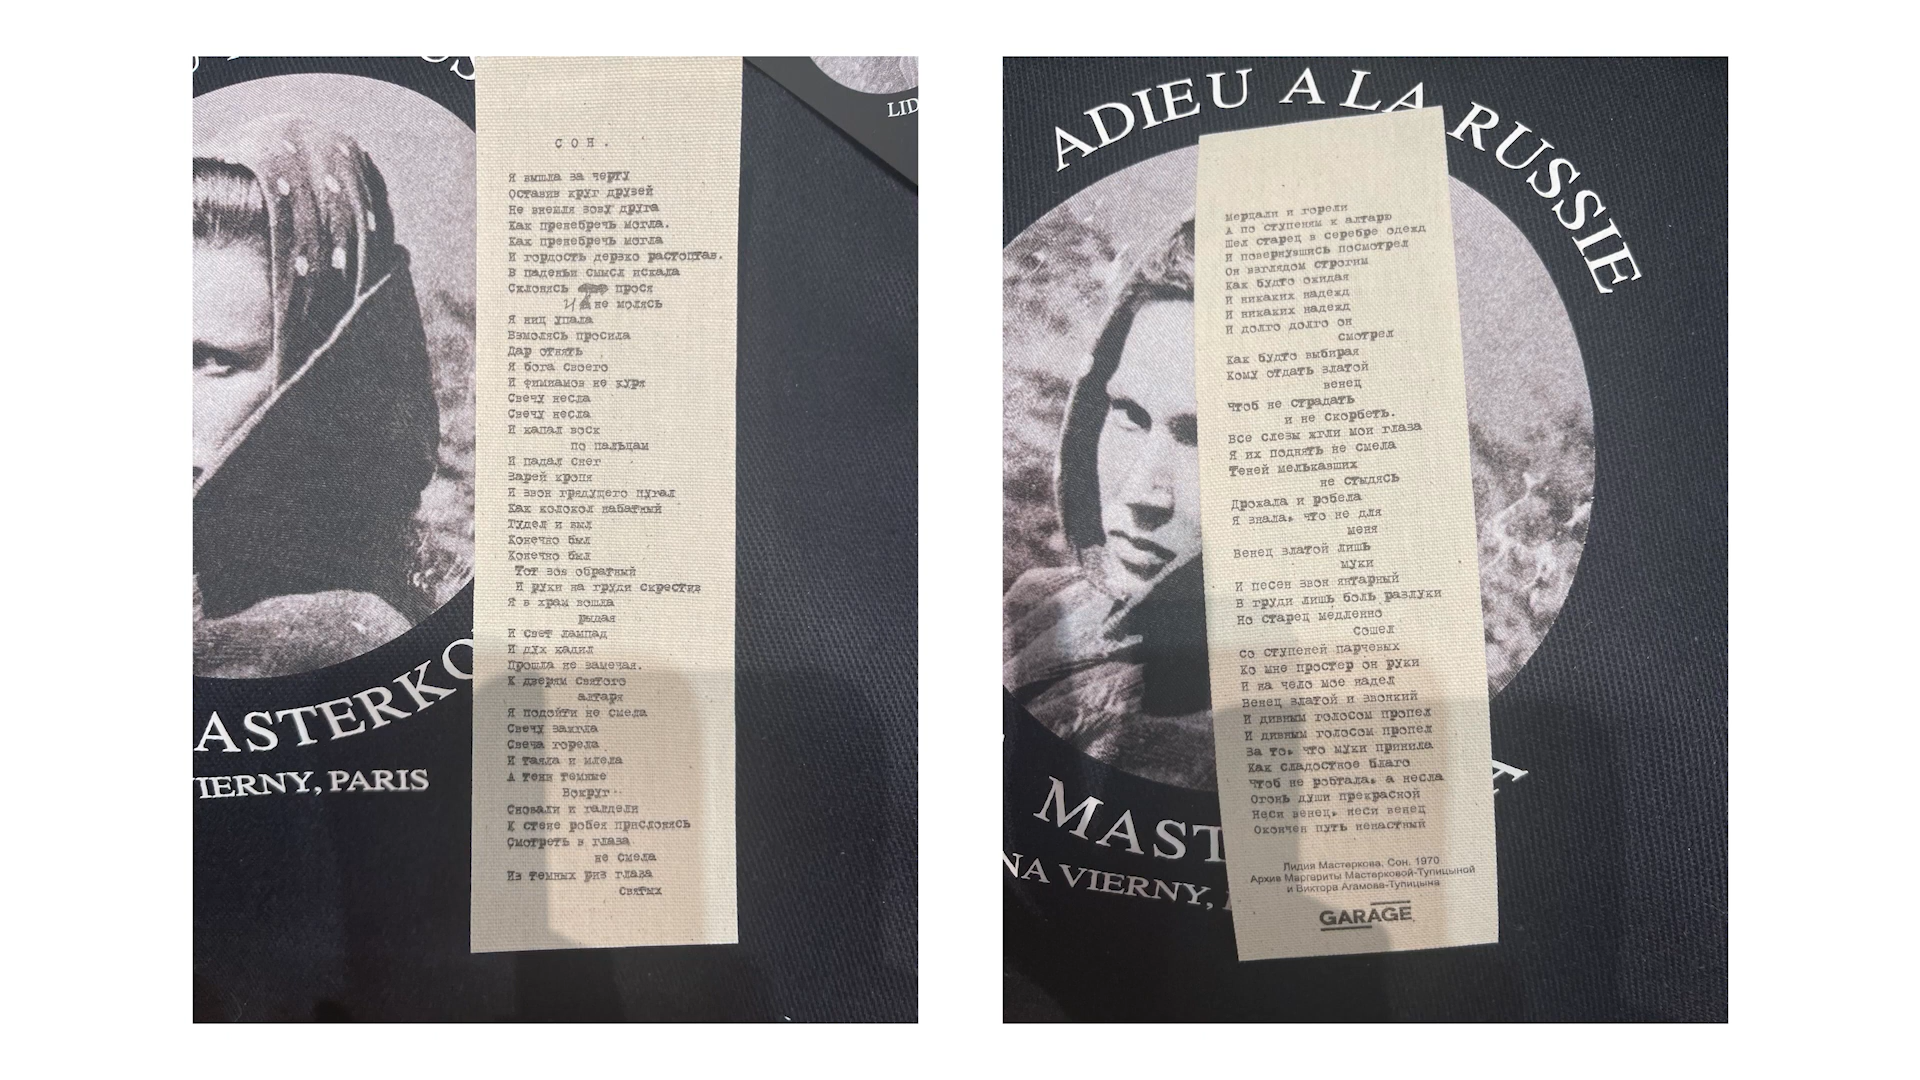 US
LID
С О Н .
Я вышла за черту
Оставив круг друзей
Не внемля зову друга
Как пренебречь могла.
Как пренебречь могла
И гордость дерзко растоптав.
В паденьи смысл искала
Склонясь прося
И не молясь
Я ниц упала
Взмолясь просила
Дар отнять
Я бога своего
И фимиамов не куря
Свечу несла
Свечу несла
И капал воск
по пальцам
И падал снег
Зарей кропя
И звон грядущего пугал
Как колокол набатный
Гудел и выл
Конечно был
Конечно был
Тот зов обратный
И руки на груди скрестив
Я в храм вошла
рыдая
И свет лампад
И дух кадил
Прошла не замечая.
К дверям святого
алтаря
Я подойти не смела
Свечу зажгла
Свеча горела
И таяла и млела
А тени темные
Вокруг
Сновали и галдели
К стене робея прислонясь
Смотреть в глаза
не смела
Из темных риз глаза
святых
ASTERKO
VIERNY, PARIS
ADIEU A LA RUSSIE
Мерцали и горели
А по ступеням к алтарю
Шел старец в серебре одежд
И повернувшись посмотрел
Он взглядом строгим
Как будто ожидая
И никаких надежд
И никаких надежд
И долго долго он
смотрел
Как будто выбирая
Кому отдать златой
венец
Чтоб не страдать
и не скорбеть.
Все слезы жгли мои глаза
Я их поднять не смела
Теней мелькавших
не стыдясь
Дрожала и робела
Я знала, что не для
меня
Венец златой лишь
муки
И песен звон янтарный
В груди лишь боль разлуки
Но старец медленно
Сошел
со ступеней парчевых
Ко мне простер он руки
И на чело мое надел
Венец златой и звонкий
И дивным голосом пропел
И дивным голосом пропел
За то, что муки приняла
Как сладостное благо
Чтоб не робтала, а несла
Огонь души прекрасной
Неси венец, неси венец
Окончен путь ненастный
Лидия Мастеркова. Сон. 1970
Архив Маргариты Мастерковой-Тупицыной
и Виктора Агамова-Тупицына
GARAGE
MAST
NA VIERNY,